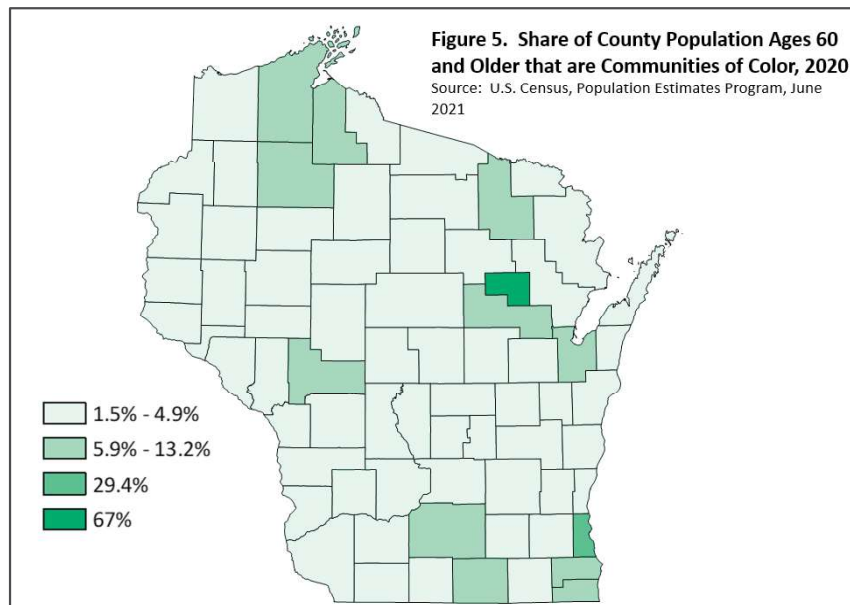 Figure 5.  Share of County Population Ages 60
and Older that are Communities of Color, 2020
Source:  U.S. Census, Population Estimates Program, June
2021
1.5% - 4.9%
5.9% - 13.2%
29.4%
67%